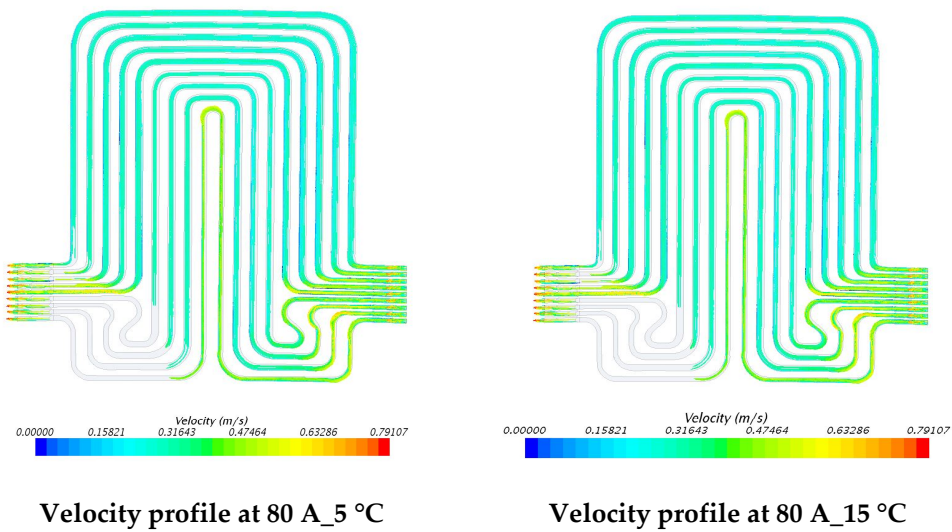 Velocity (m/s)
0.00000 0.15821 0.31643 0.47464 0.63286 0.79107
Velocity profile at 80 A_5 °C
Velocity (m/s)
0.00000 0.15821 0.31643 0.47464 0.63286 0.79107
Velocity profile at 80 A_15 °C